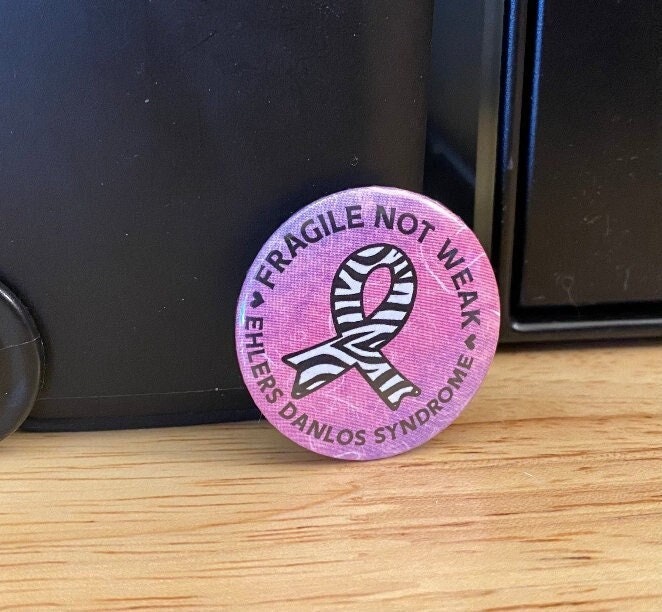 FRAGILE NOT WEAK
EHLERS DANLOS SYNDROME